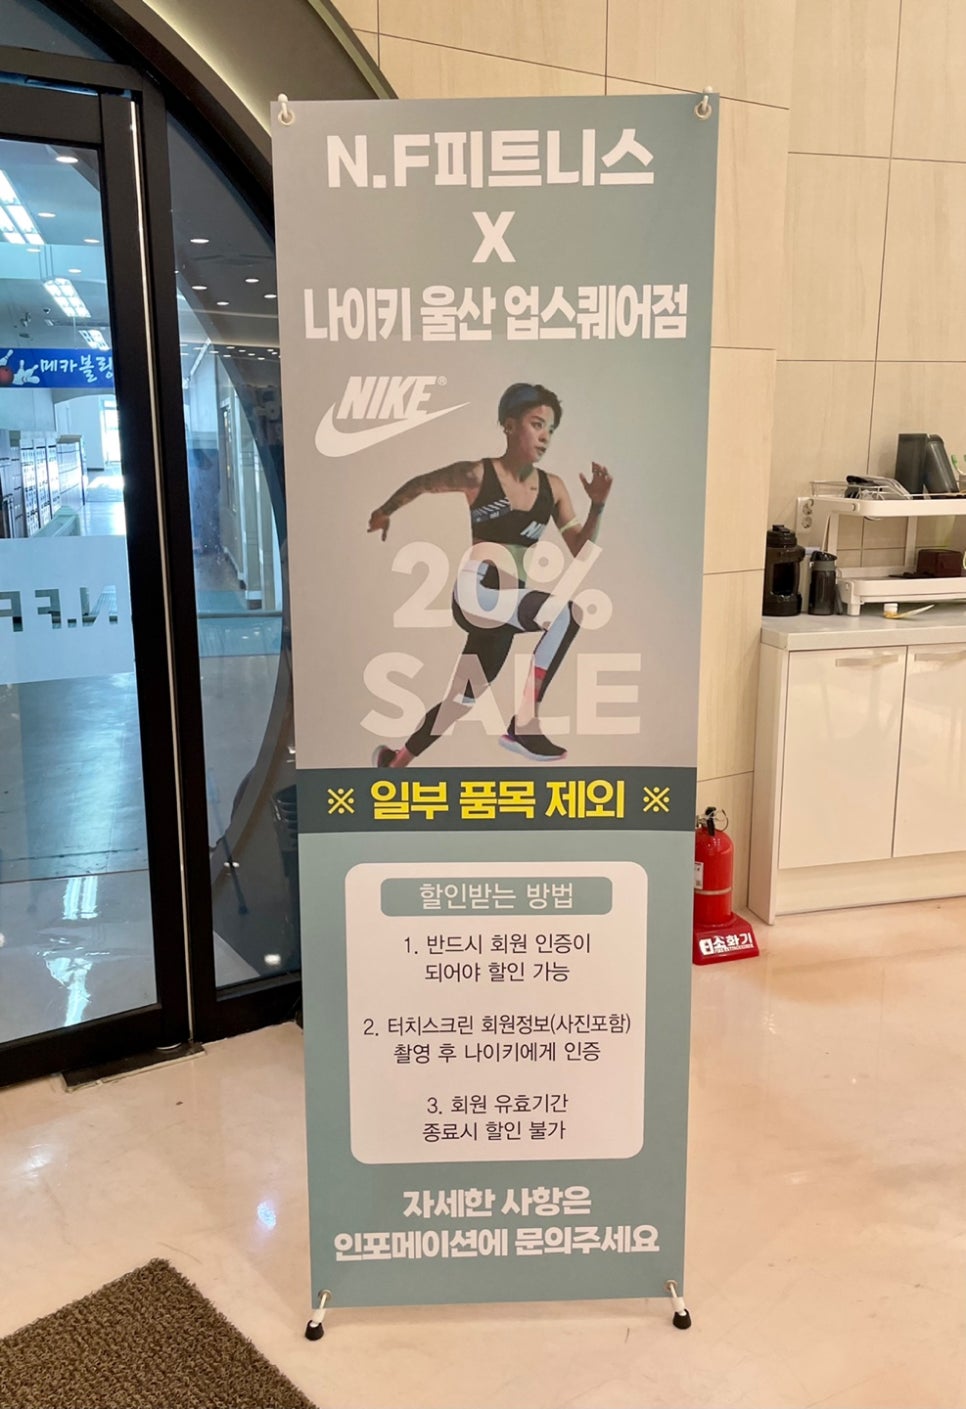 N.F피트니스
X
나이키 울산 업스퀘어점
NIKE®
20%
SALE
※ 일부 품목 제외 ※
할인받는 방법
1. 반드시 회원 인증이
되어야 할인 가능
2. 터치스크린 회원정보(사진포함)
촬영 후 나이키에게 인증
3. 회원 유효기간
종료시 할인 불가
자세한 사항은
인포메이션에 문의주세요
메카볼링
N.F
소화기